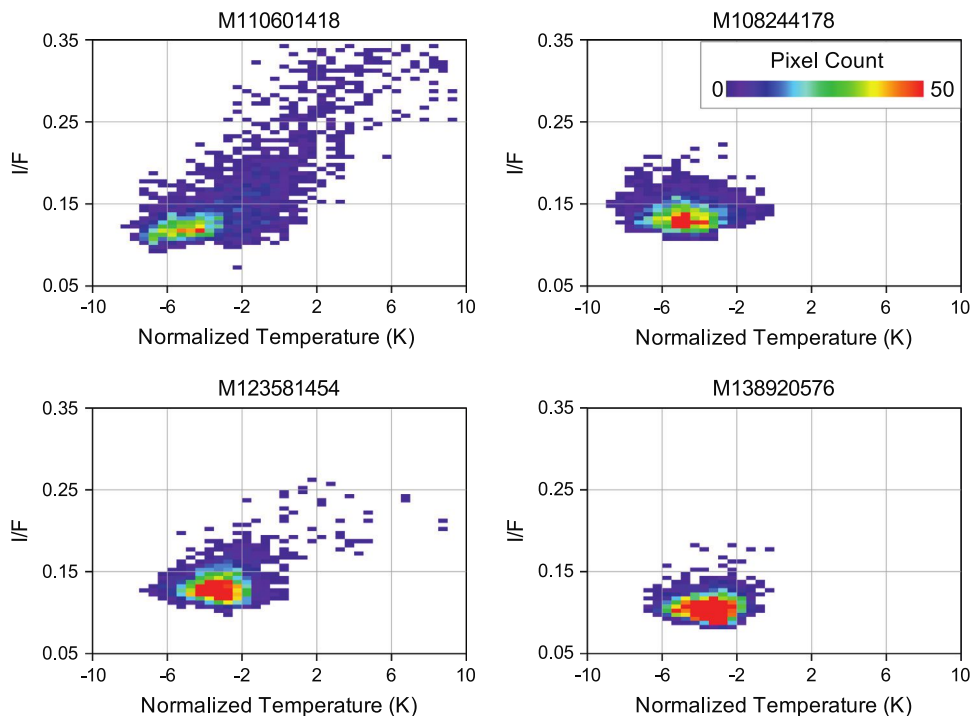 M110601418
0.35
0.25
0.15
0.05
I/F
-10 -6 -2 2 6 10
Normalized Temperature (K)
M108244178
Pixel Count
0 50
0.35
0.25
0.15
0.05
I/F
-10 -6 -2 2 6 10
Normalized Temperature (K)
M123581454
0.35
0.25
0.15
0.05
I/F
-10 -6 -2 2 6 10
Normalized Temperature (K)
M138920576
0.35
0.25
0.15
0.05
I/F
-10 -6 -2 2 6 10
Normalized Temperature (K)